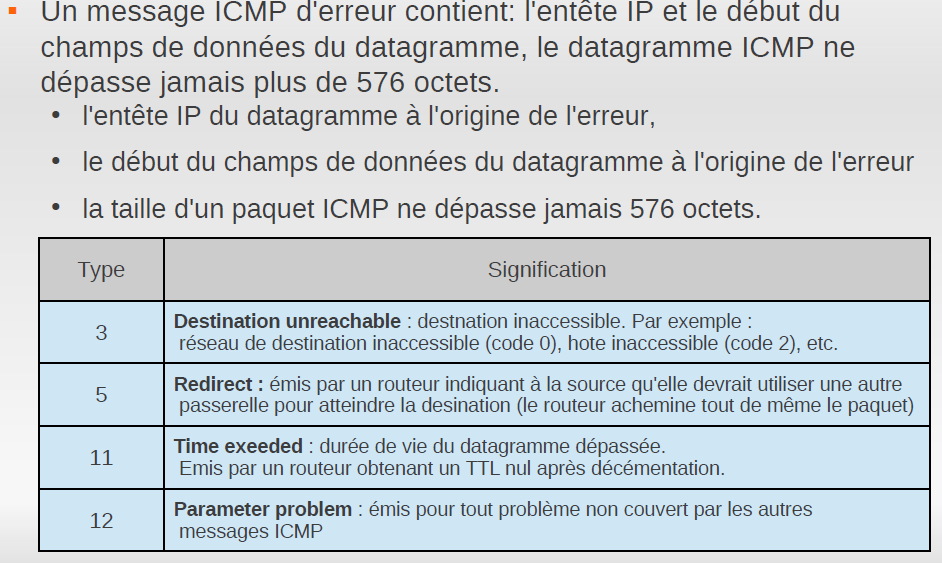 Un message ICMP d'erreur contient: l'entête IP et le début du
champs de données du datagramme, le datagramme ICMP ne
dépasse jamais plus de 576 octets.
l'entête IP du datagramme à l'origine de l'erreur,
le début du champs de données du datagramme à l'origine de l'erreur
la taille d'un paquet ICMP ne dépasse jamais 576 octets.
Type
Signification
3
Destination unreachable : destnation inaccessible. Par exemple :
réseau de destination inaccessible (code 0), hote inaccessible (code 2), etc.
5
Redirect : émis par un routeur indiquant à la source qu'elle devrait utiliser une autre
passerelle pour atteindre la desination (le routeur achemine tout de même le paquet)
11
Time exeeded : durée de vie du datagramme dépassée.
Emis par un routeur obtenant un TTL nul après décémentation.
12
Parameter problem : émis pour tout problème non couvert par les autres
messages ICMP